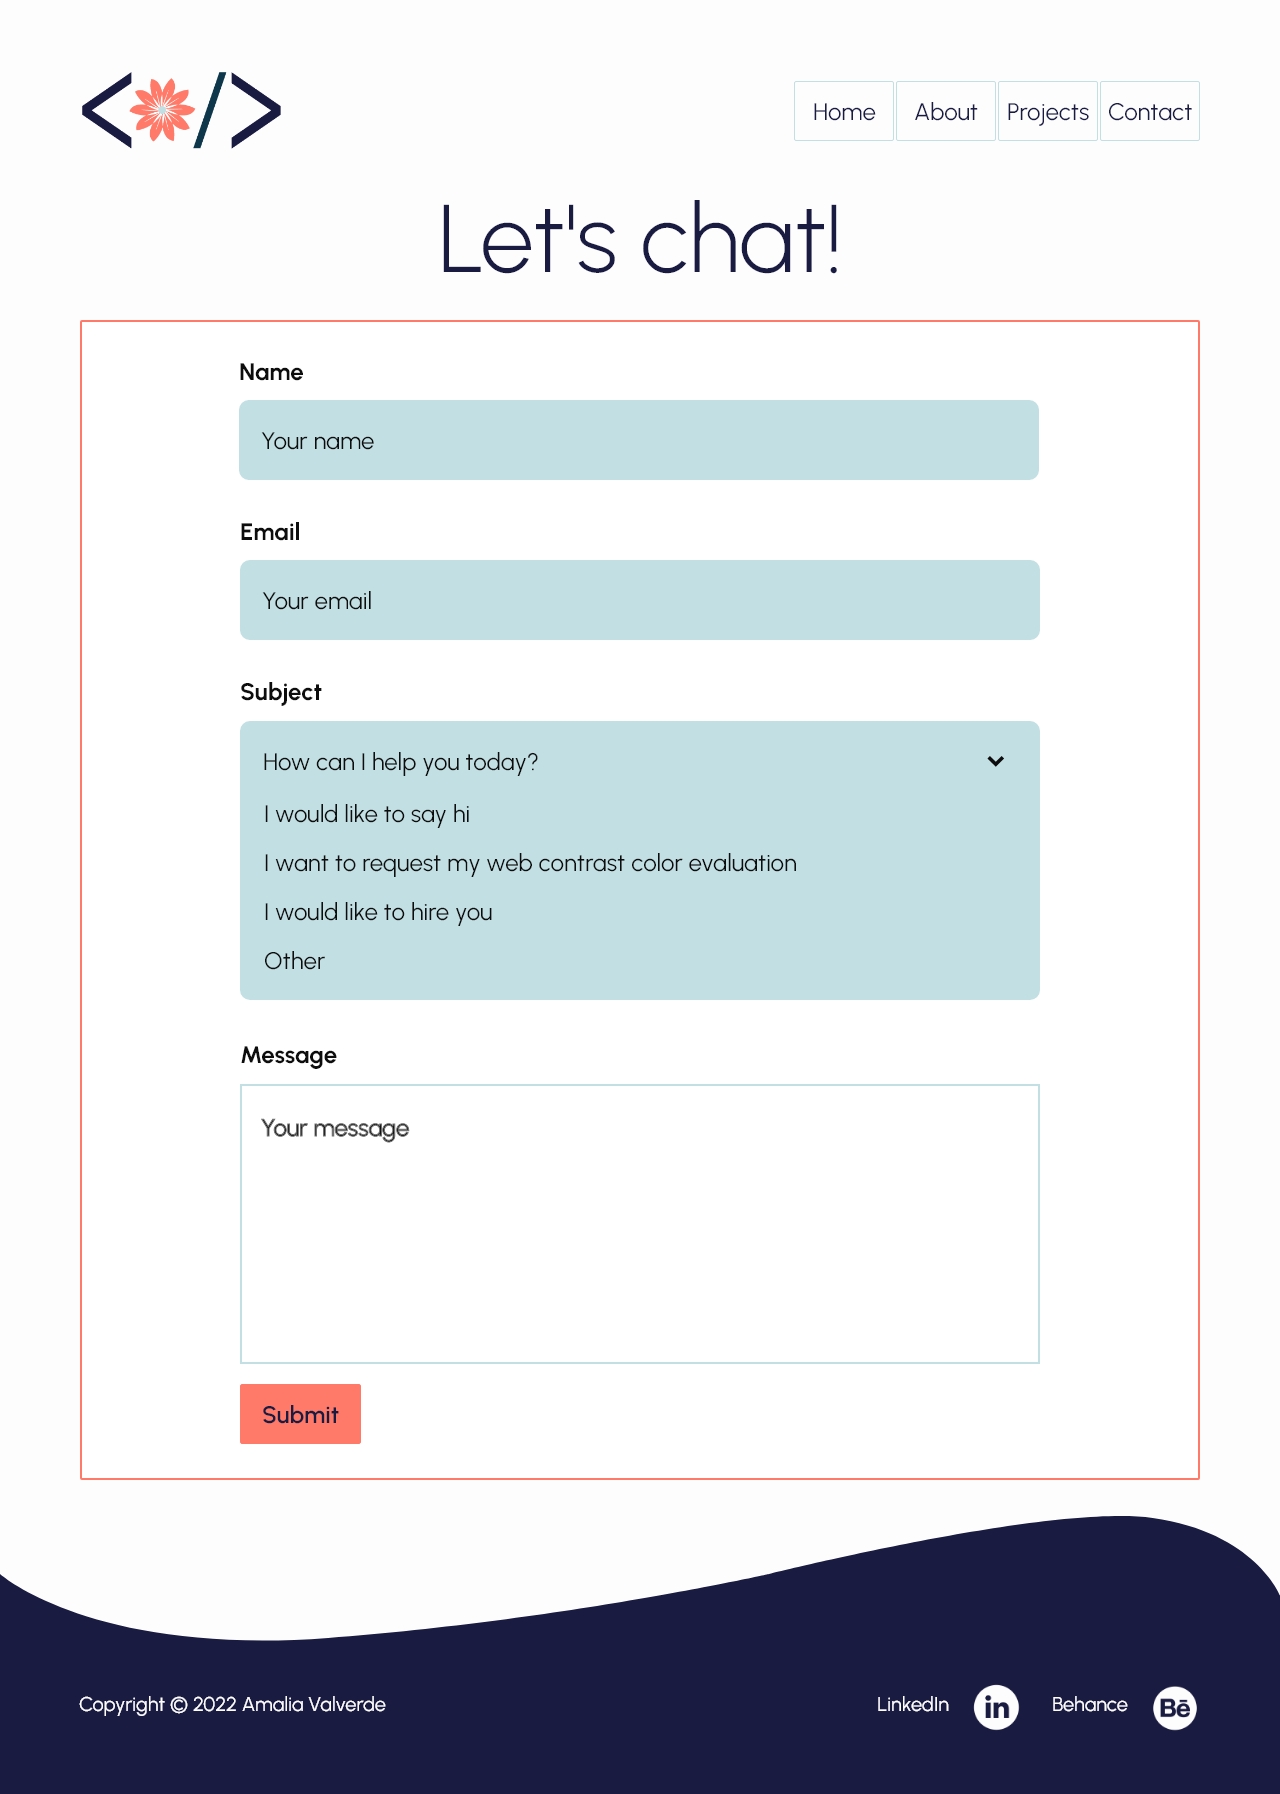 </>
Home About Projects Contact
Let's chat!
Name
Your name
Email
Your email
Subject
How can I help you today?
I would like to say hi
I want to request my web contrast color evaluation
I would like to hire you
Other
Message
Your message
Submit
Copyright © 2022 Amalia Valverde LinkedIn in Behance Bē